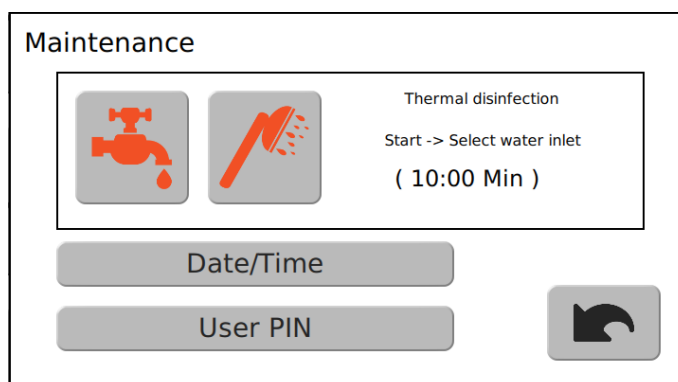 Maintenance
Thermal disinfection
Start -> Select water inlet
( 10:00 Min )
Date/Time
User PIN